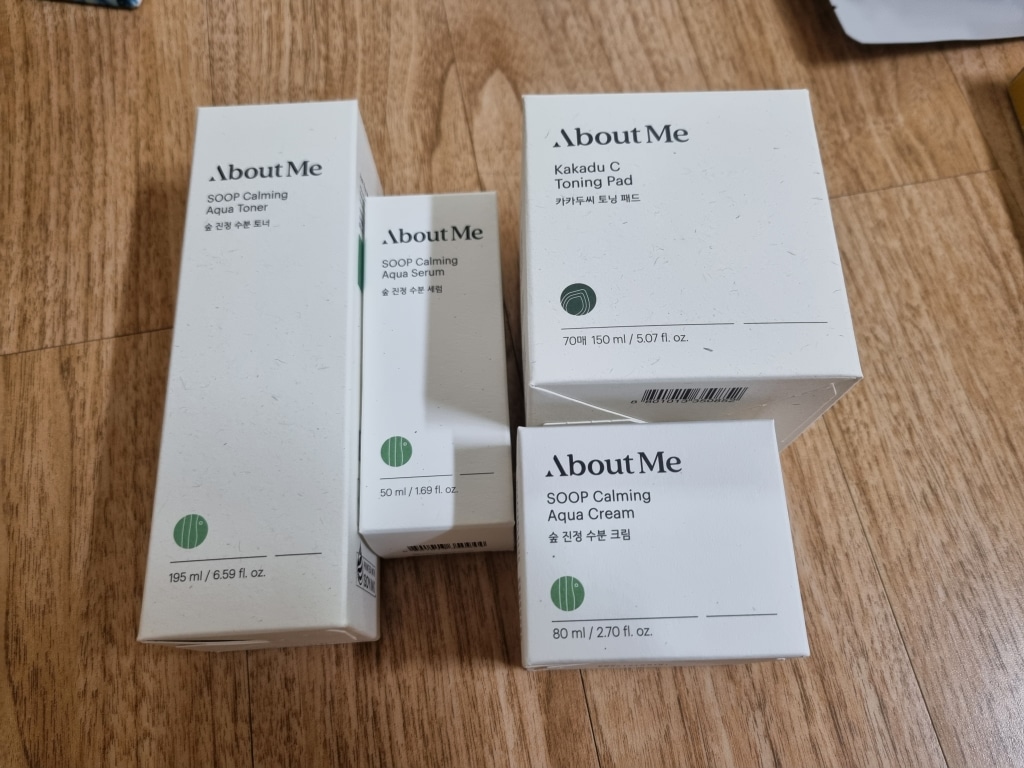 About Me
SOOP Calming
Aqua Toner
숲 진정 수분 토너
195 ml / 6.59 fl. oz.
About Me
SOOP Calming
Aqua Serum
숲 진정 수분 세럼
50 ml / 1.69 fl. oz.
About Me
Kakadu C
Toning Pad
카카두씨 토닝 패드
70매 150 ml / 5.07 fl. oz.
About Me
SOOP Calming
Aqua Cream
숲 진정 수분 크림
80 ml / 2.70 fl. oz.